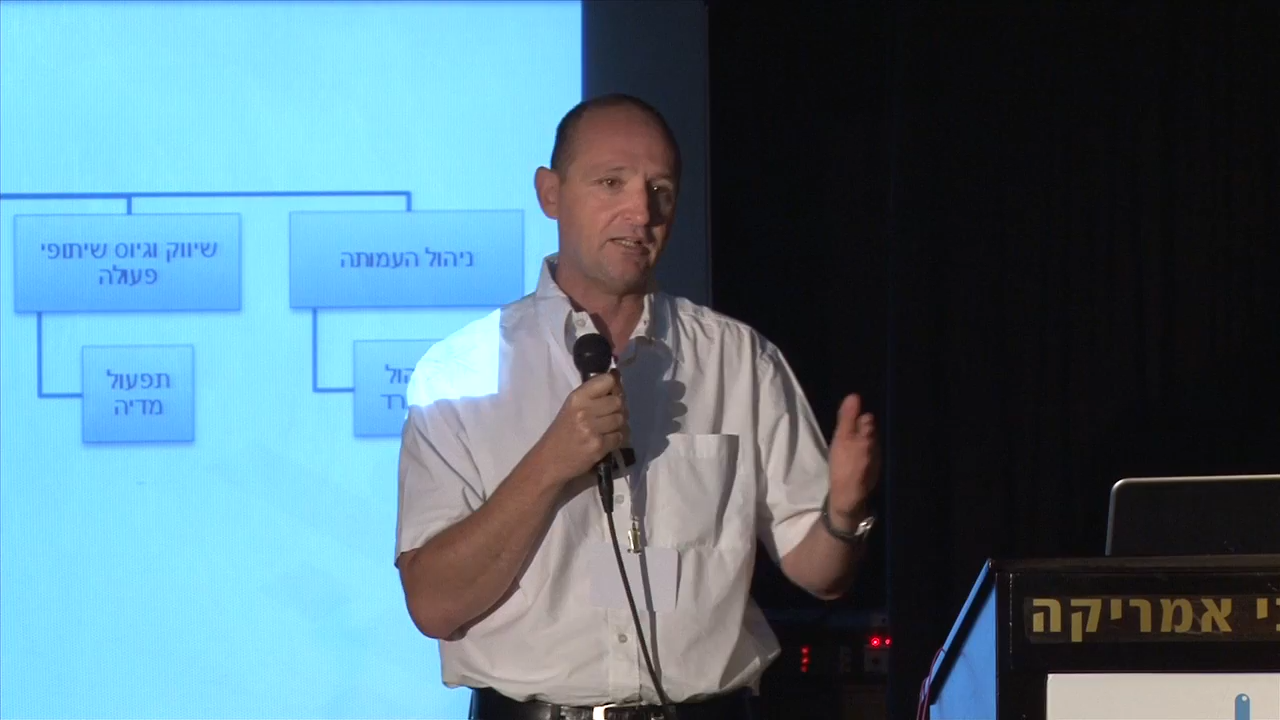 ניהול העמותה
שיווק וגיוס שיתופי
פעולה
תפעול
מדיה
אמריקה